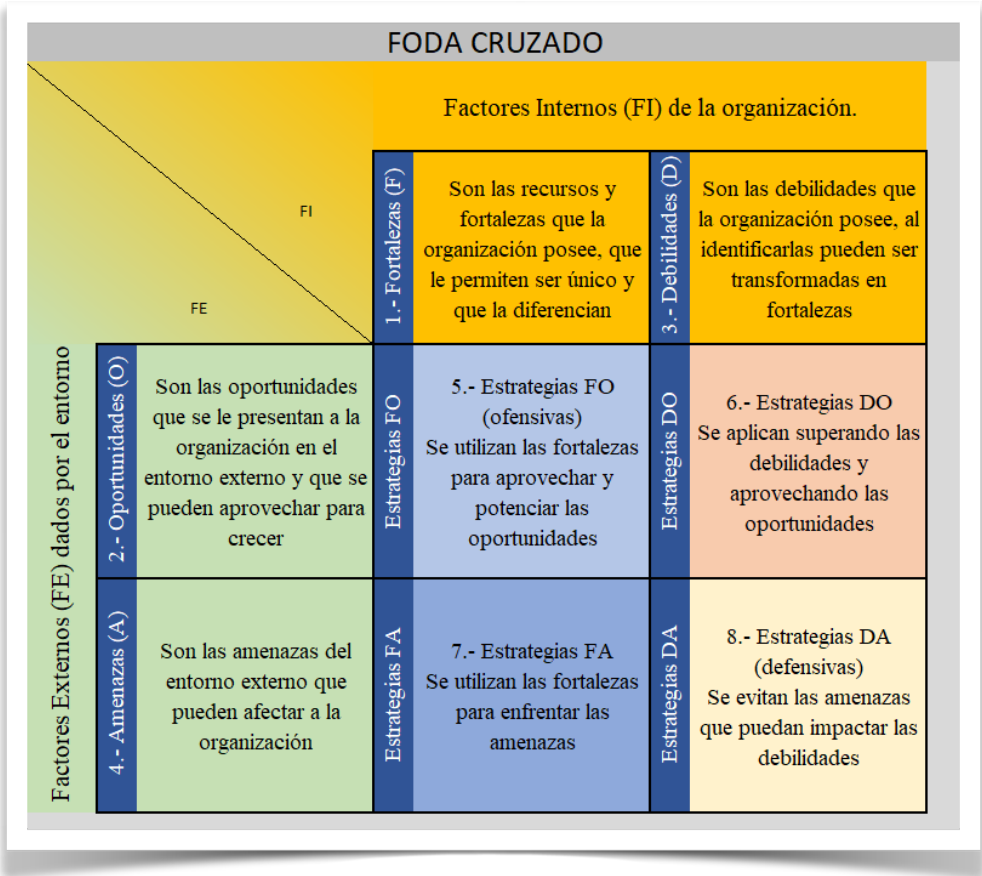 FODA CRUZADO
Factores Internos (FI) de la organización.
FI
FE
1.- Fortalezas (F)
Son las recursos y
fortalezas que la
organización posee, que
le permiten ser único y
que la diferencian
3.- Debilidades (D)
Son las debilidades que
la organización posee, al
identificarlas pueden ser
transformadas en
fortalezas
Factores Externos (FE) dados por el entorno
2.- Oportunidades (O)
Son las oportunidades
que se le presentan a la
organización en el
entorno externo y que se
pueden aprovechar para
crecer
Estrategias FO
5.- Estrategias FO
(ofensivas)
Se utilizan las fortalezas
para aprovechar y
potenciar las
oportunidades
Estrategias DO
6.- Estrategias DO
Se aplican superando las
debilidades y
aprovechando las
oportunidades
4.- Amenazas (A)
Son las amenazas del
entorno externo que
pueden afectar a la
organización
Estrategias FA
7.- Estrategias FA
Se utilizan las fortalezas
para enfrentar las
amenazas
Estrategias DA
8.- Estrategias DA
(defensivas)
Se evitan las amenazas
que puedan impactar las
debilidades